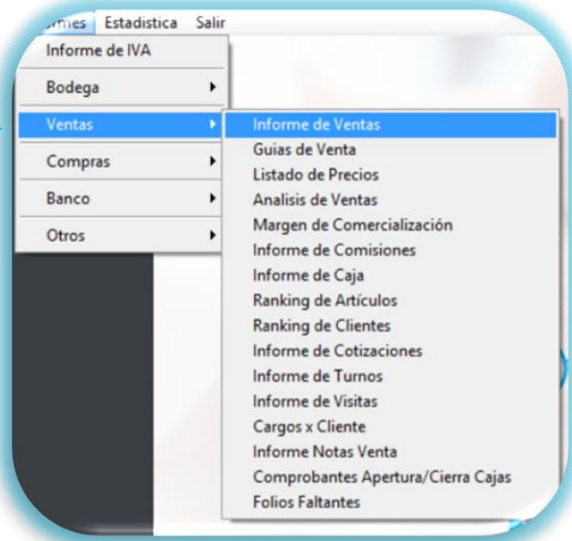 Estadistica Salir
Informe de IVA
Bodega
Ventas
Compras
Banco
Otros
Informe de Ventas
Guias de Venta
Listado de Precios
Analisis de Ventas
Margen de Comercialización
Informe de Comisiones
Informe de Caja
Ranking de Artículos
Ranking de Clientes
Informe de Cotizaciones
Informe de Turnos
Informe de Visitas
Cargos x Cliente
Informe Notas Venta
Comprobantes Apertura/Cierra Cajas
Folios Faltantes